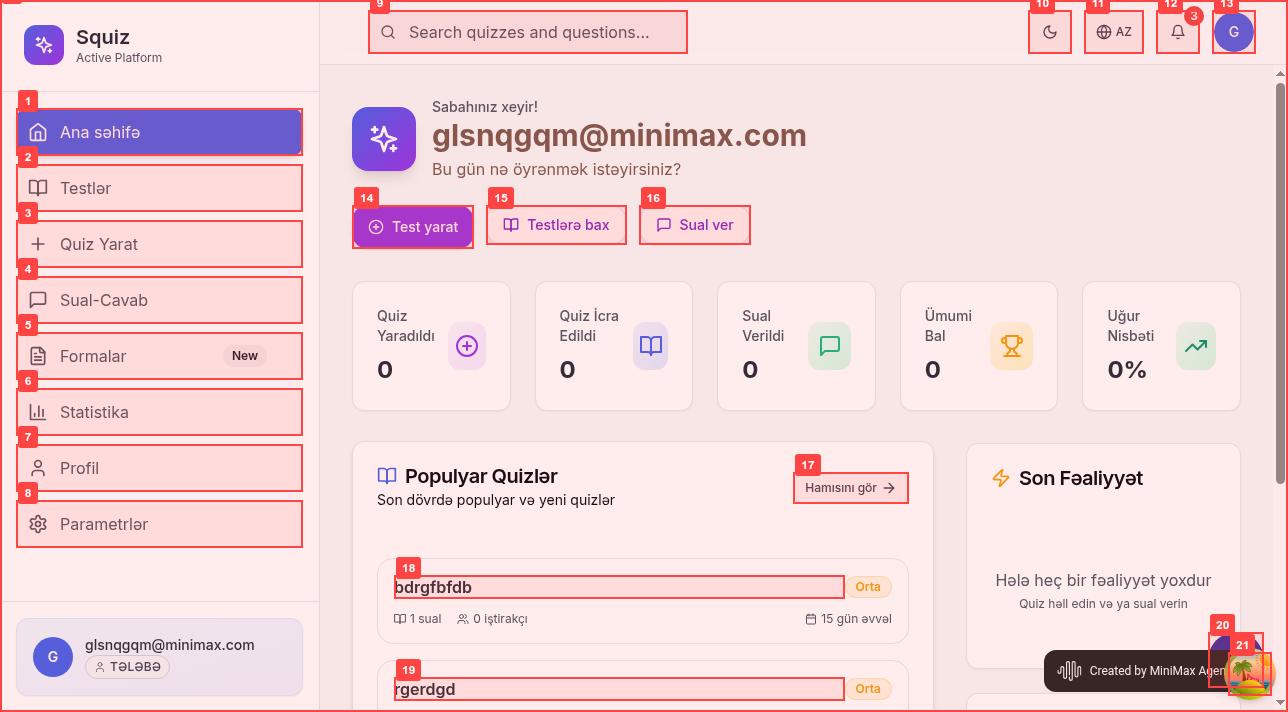 Squiz
Active Platform
1
Ana səhifə
2
Testlər
3
Quiz Yarat
4
Sual-Cavab
5
Formalar
New
6
Statistika
7
Profil
8
Parametrlər
G
glsnqgqm@minimax.com
TƏLƏBƏ
9
Search quizzes and questions...
10
11
AZ
12
3
13
G
Sabahınız xeyir!
glsnqgqm@minimax.com
Bu gün nə öyrənmək istəyirsiniz?
14
Test yarat
15
Testlərə bax
16
Sual ver
Quiz
Yaradıldı
0
Quiz İcra
Edildi
0
Sual
Verildi
0
Ümumi
Bal
0
Uğur
Nisbəti
0%
Populyar Quizlər
Son dövrdə populyar və yeni quizlər
17
Hamısını gör
18
bdrgfbfdb
Orta
1 sual
0 iştirakçı
15 gün əvvəl
19
rgerdgd
Orta
Son Fəaliyyət
Hələ heç bir fəaliyyət yoxdur
Quiz həll edin və ya sual verin
20
21
Created by MiniMax Agen